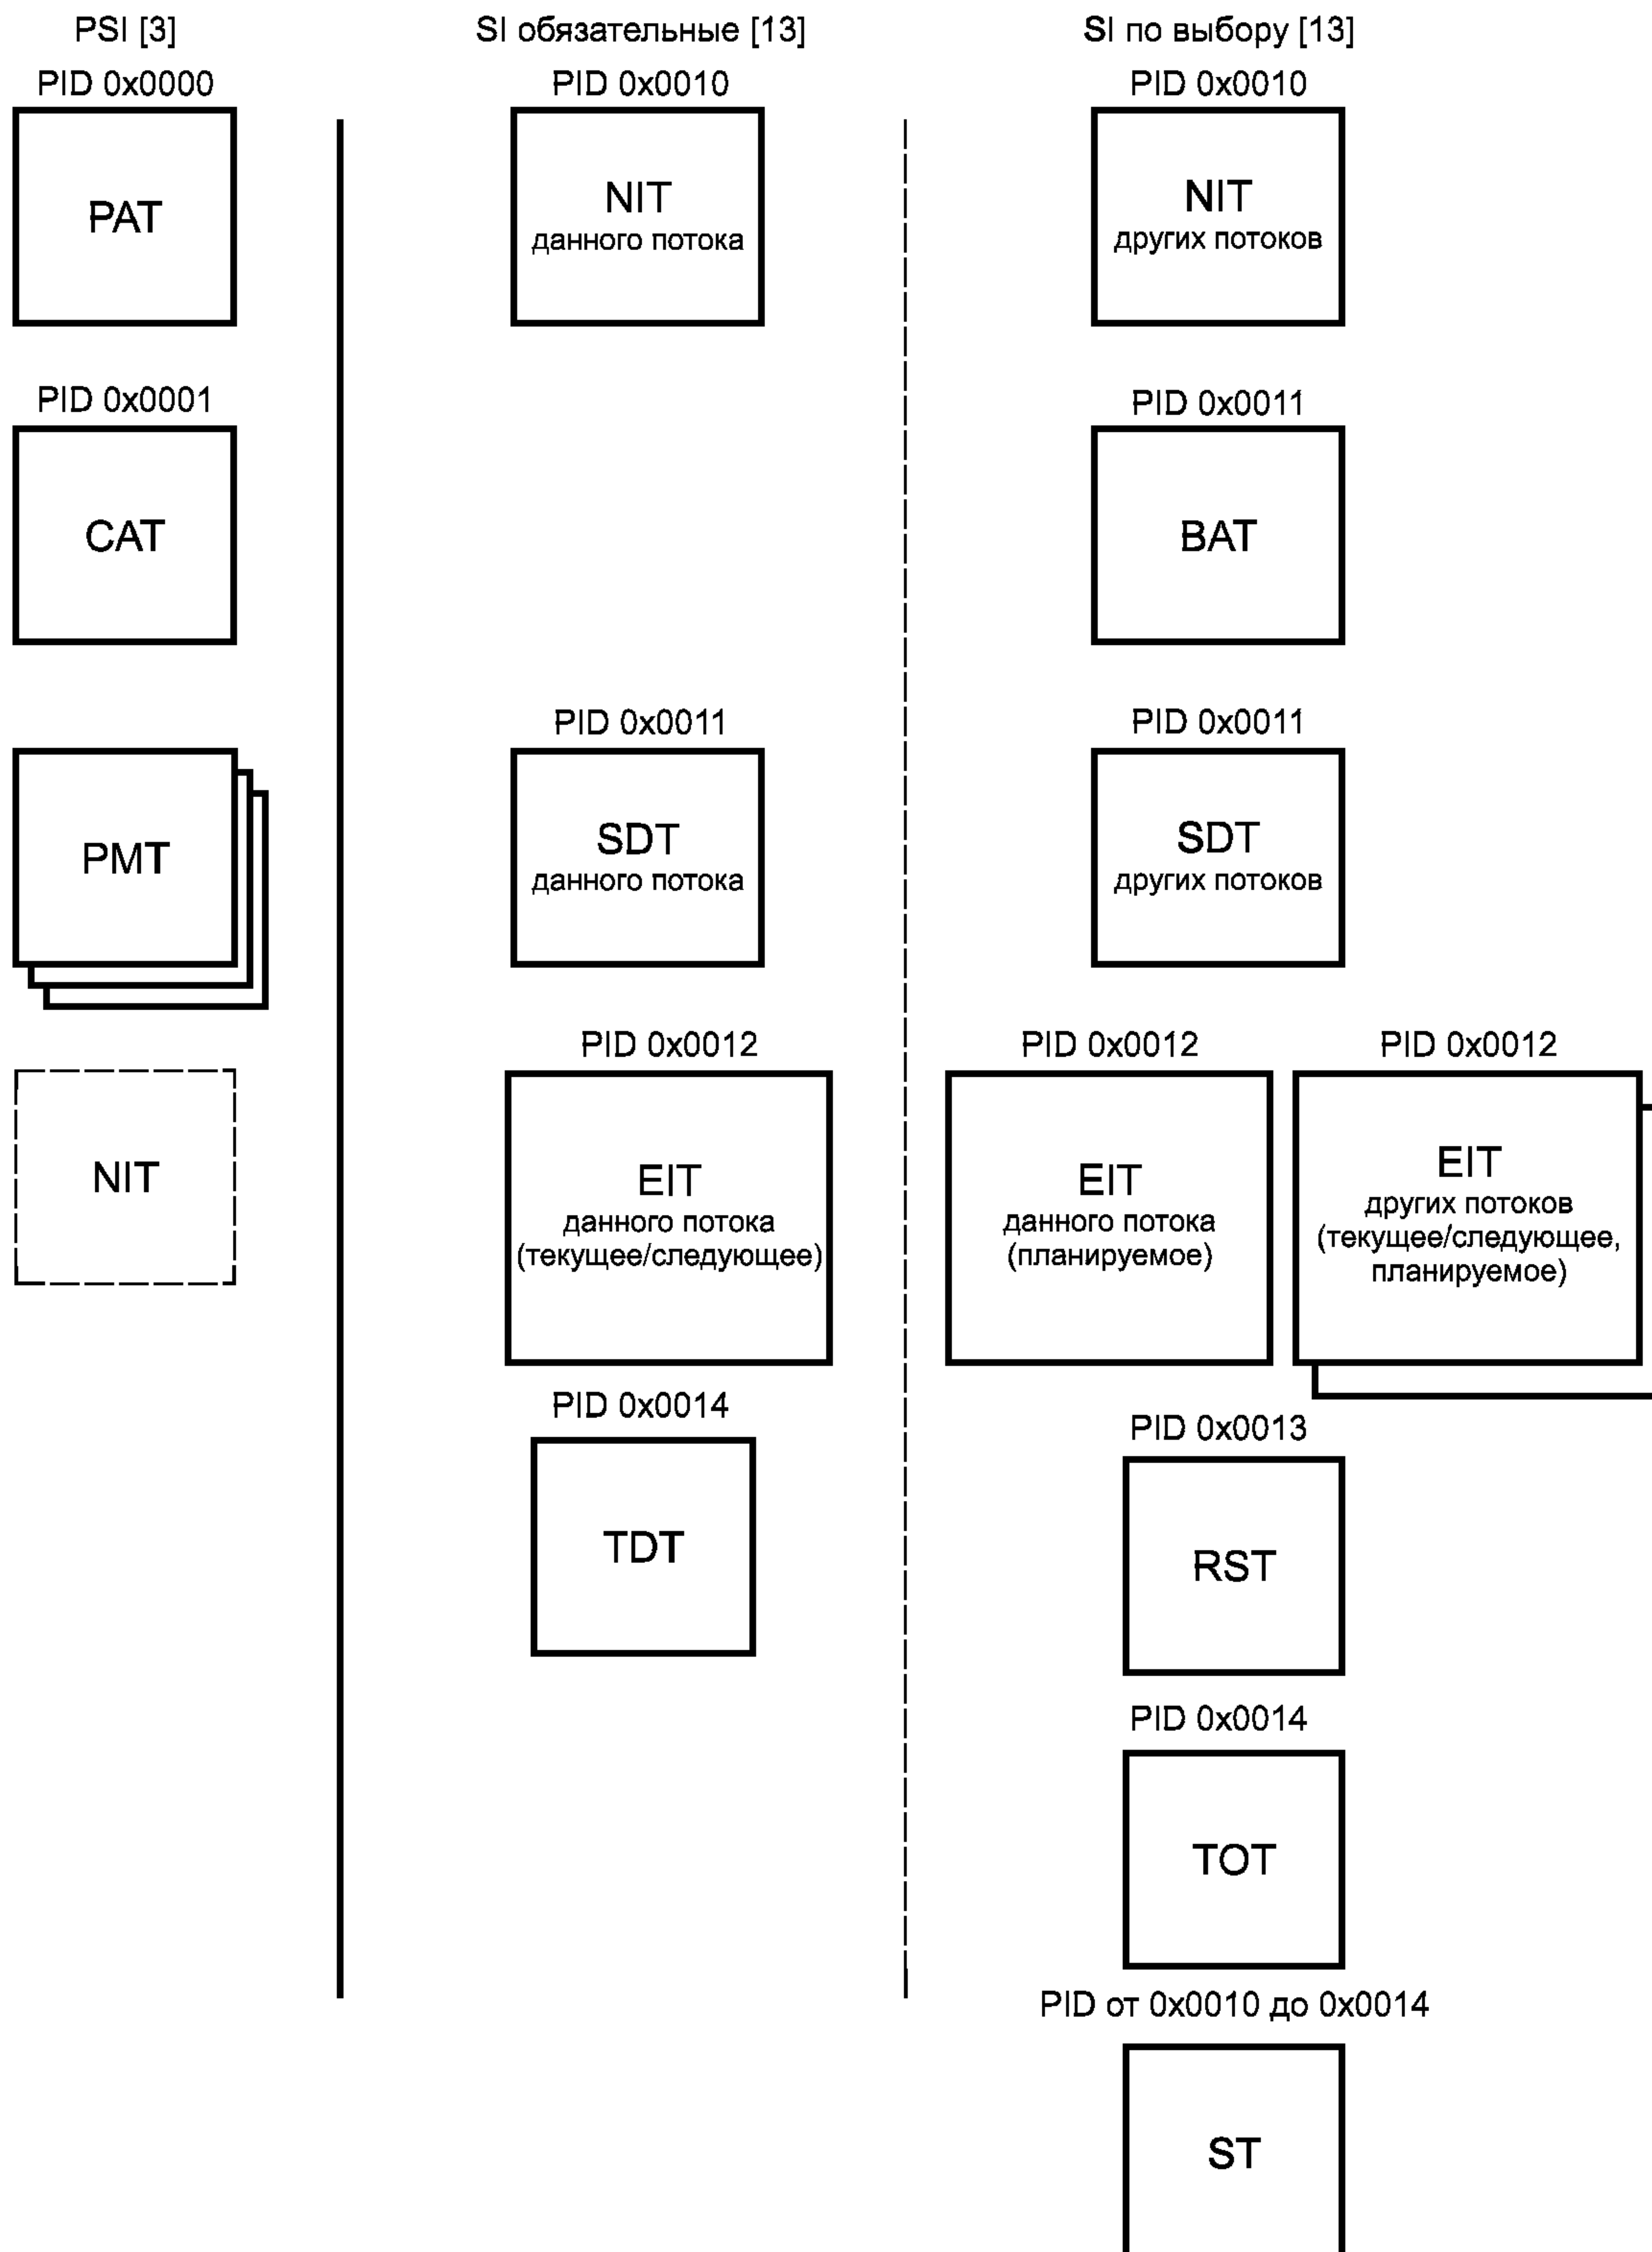 PSI [3]
PID 0x0000
PAT
PID 0x0001
CAT
PMT
NIT
SI обязательные [13]
PID 0x0010
NIT
данного потока
PID 0x0011
SDT
данного потока
PID 0x0012
EIT
данного потока
(текущее/следующее)
PID 0x0014
TDT
SI по выбору [13]
PID 0x0010
NIT
других потоков
PID 0x0011
BAT
PID 0x0011
SDT
других потоков
PID 0x0012
EIT
данного потока
(планируемое)
PID 0x0012
EIT
других потоков
(текущее/следующее,
планируемое)
PID 0x0013
RST
PID 0x0014
TOT
PID от 0x0010 до 0x0014
ST